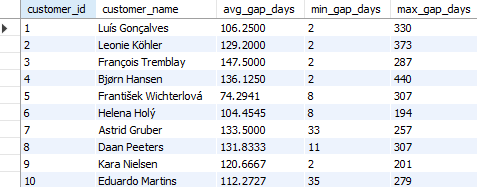 customer_id customer_name avg_gap_days min_gap_days max_gap_days
1 Luís Gonçalves 106.2500 2 330
2 Leonie Köhler 129.2000 2 373
3 François Tremblay 147.5000 2 287
4 Bjørn Hansen 136.1250 2 440
5 František Wichterlová 74.2941 8 307
6 Helena Holý 104.4545 8 194
7 Astrid Gruber 133.5000 33 257
8 Daan Peeters 131.8333 11 307
9 Kara Nielsen 120.6667 2 201
10 Eduardo Martins 112.2727 35 279